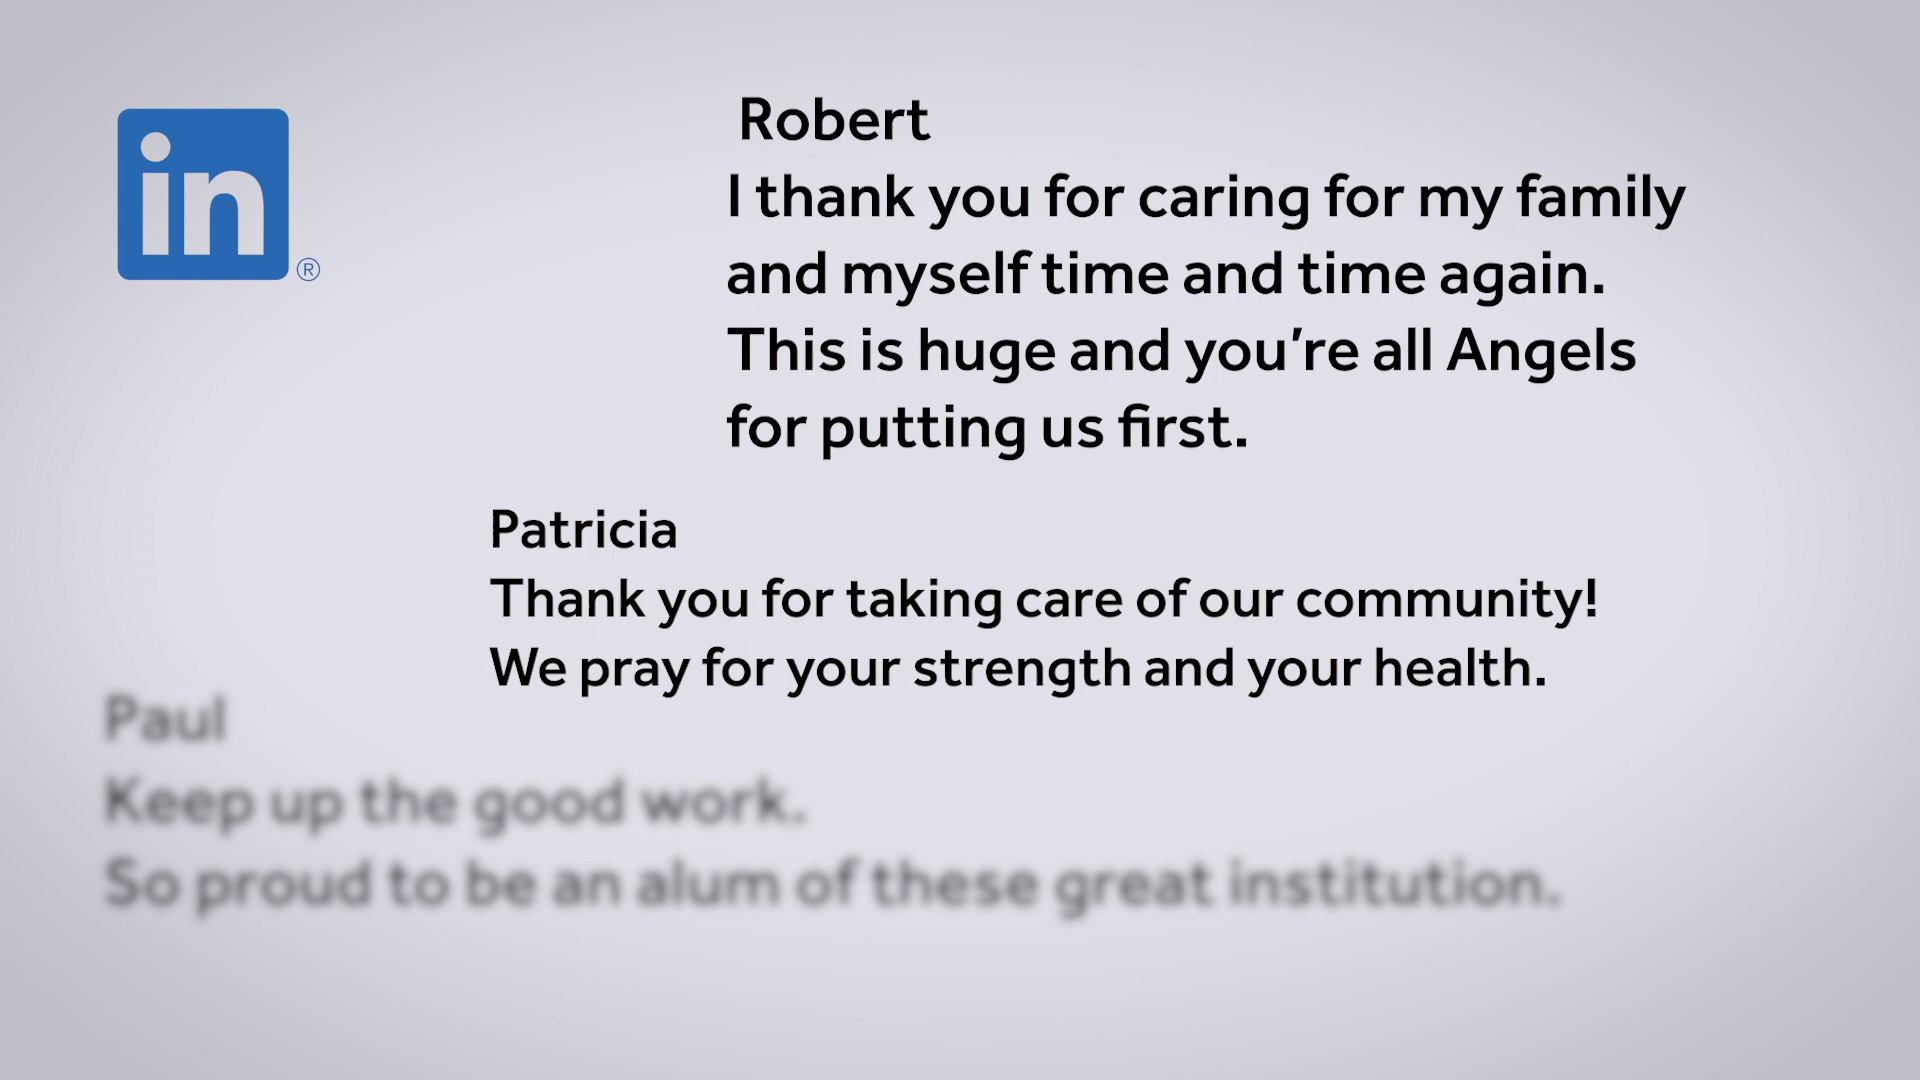 in®
Robert
I thank you for caring for my family
and myself time and time again.
This is huge and you’re all Angels
for putting us first.
Patricia
Thank you for taking care of our community!
We pray for your strength and your health.
Paul
Keep up the good work.
So proud to be an alum of these great institution.